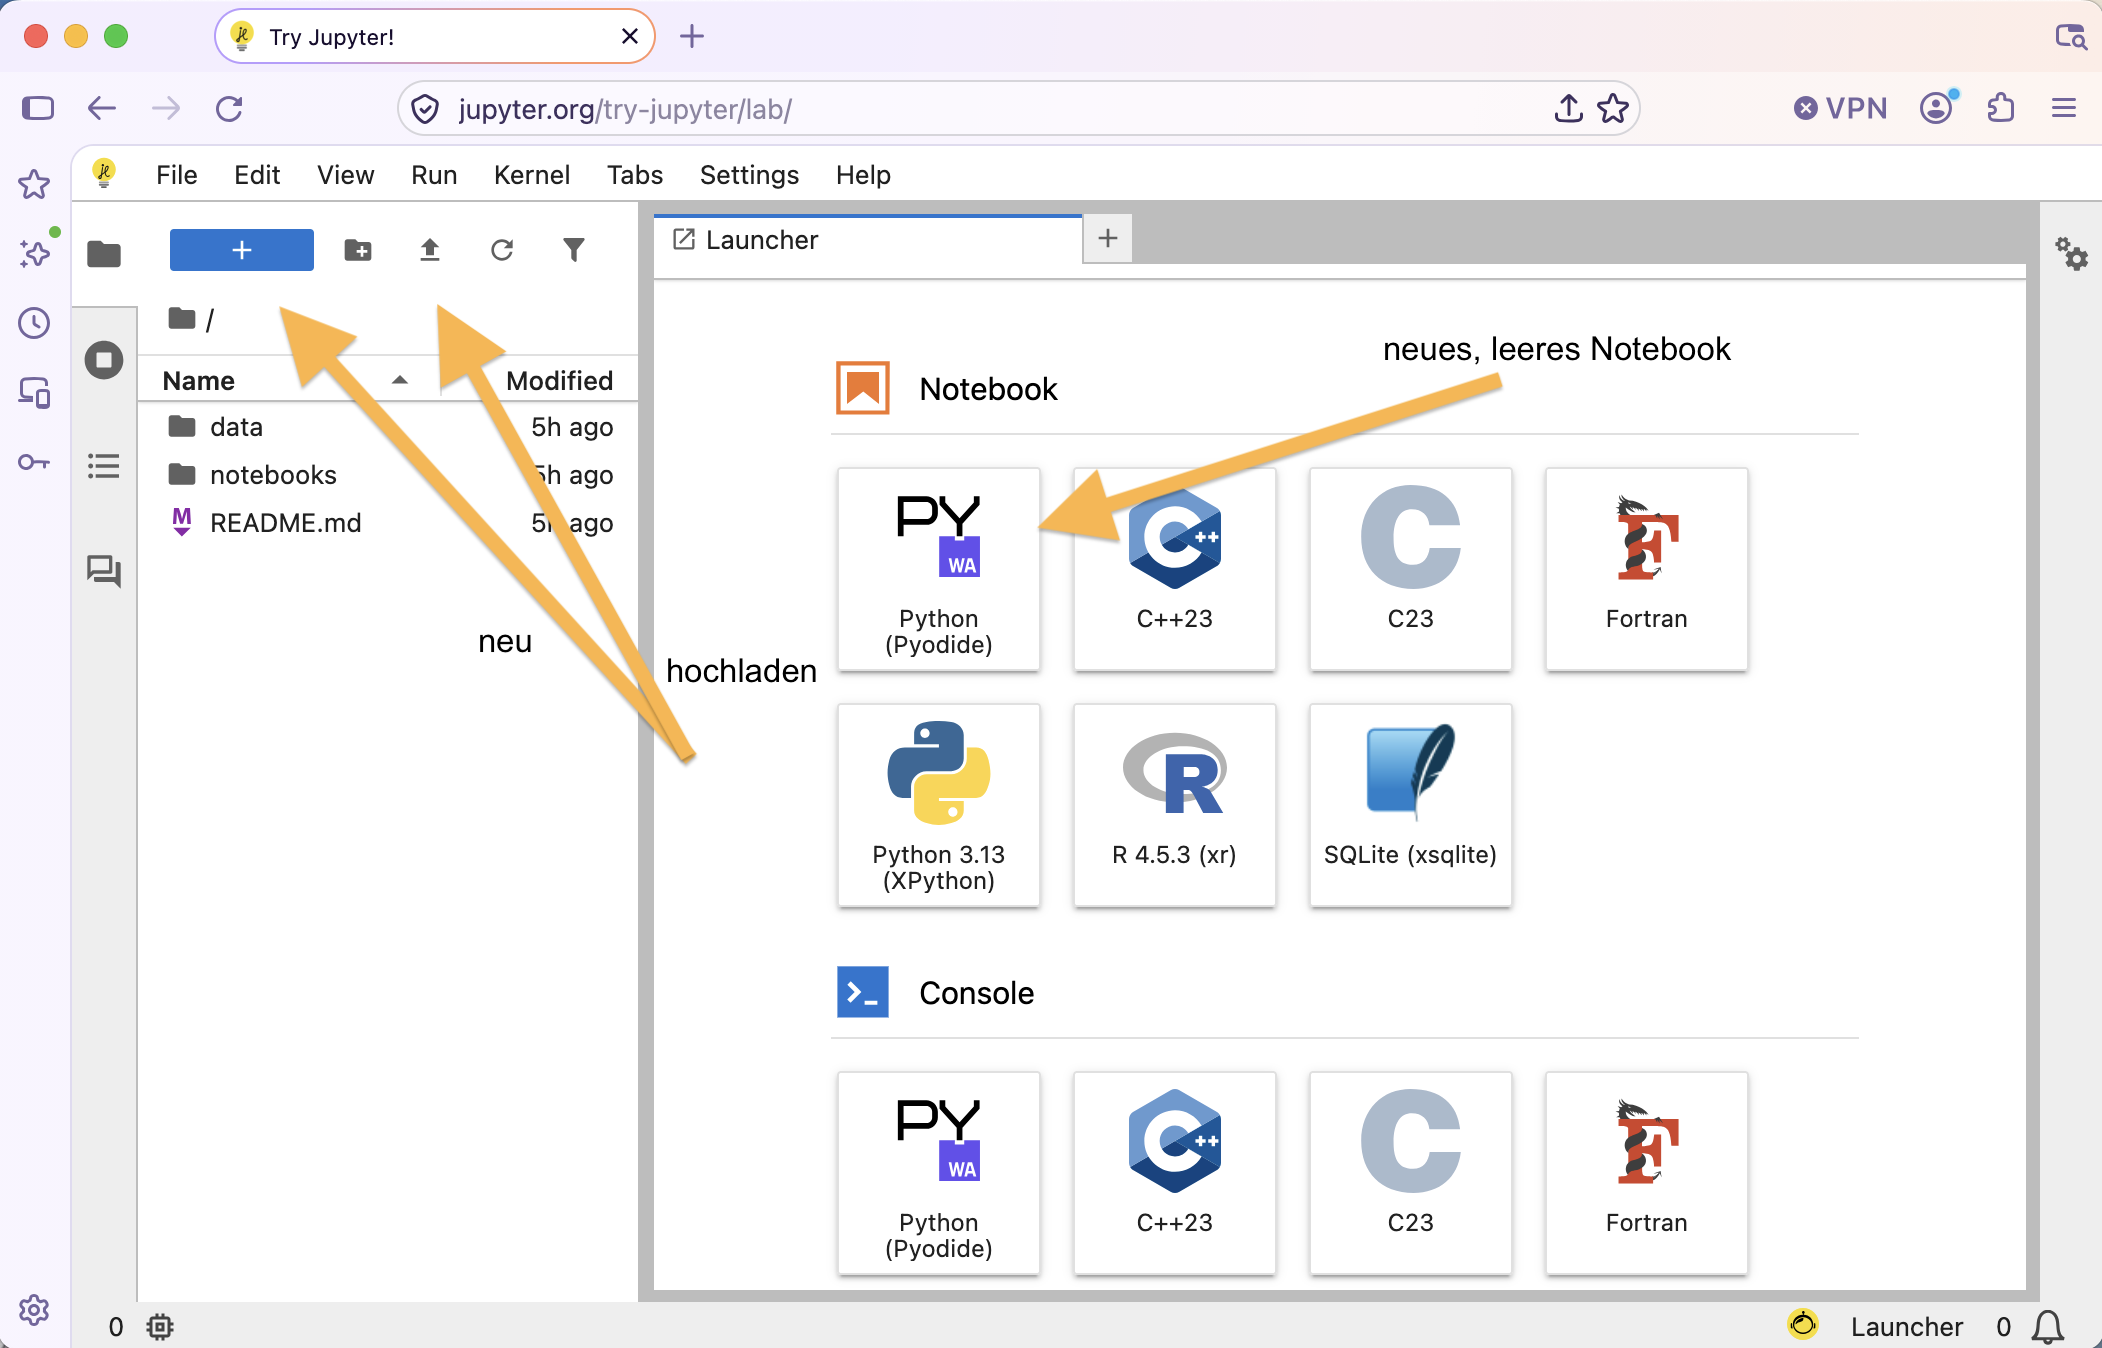 Try Jupyter!
jupyter.org/try-jupyter/lab/
VPN
File Edit View Run Kernel Tabs Settings Help
Launcher
/
Name Modified
data 5h ago
notebooks 5h ago
M README.md 5h ago
neu
hochladen
neues, leeres Notebook
Notebook
PY
WA
Python
(Pyodide)
C++
C++23
C
C23
F
Fortran
Python 3.13
(XPython)
R
R 4.5.3 (xr)
SQLite (xsqlite)
Console
PY
WA
Python
(Pyodide)
C++
C++23
C
C23
F
Fortran
0
Launcher 0